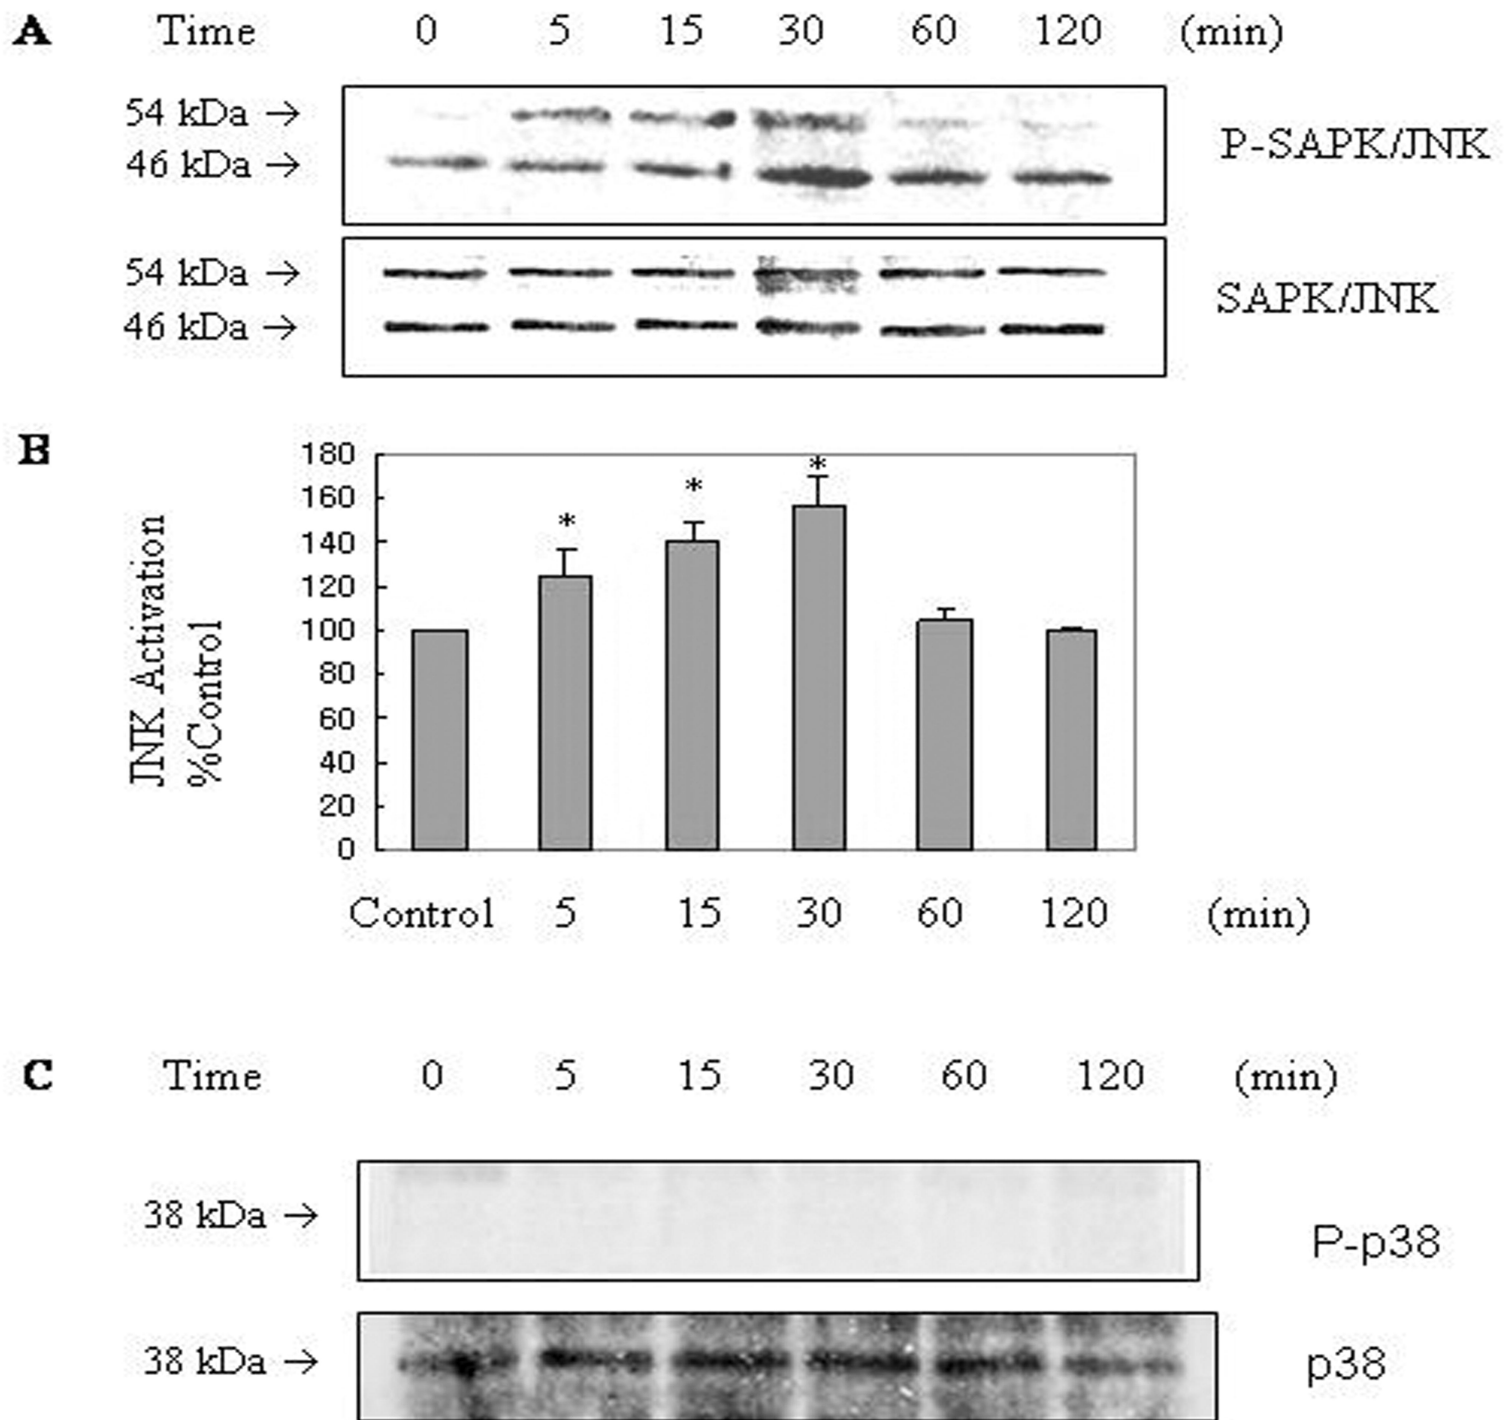 A Time 0 5 15 30 60 120 (min)
54 kDa →
46 kDa →
P-SAPK/JNK
54 kDa →
46 kDa →
SAPK/JNK
B
JNK Activation
%Control
180
160
140
120
100
80
60
40
20
0
* * *
Control 5 15 30 60 120 (min)
C Time 0 5 15 30 60 120 (min)
38 kDa →
P-p38
38 kDa →
p38